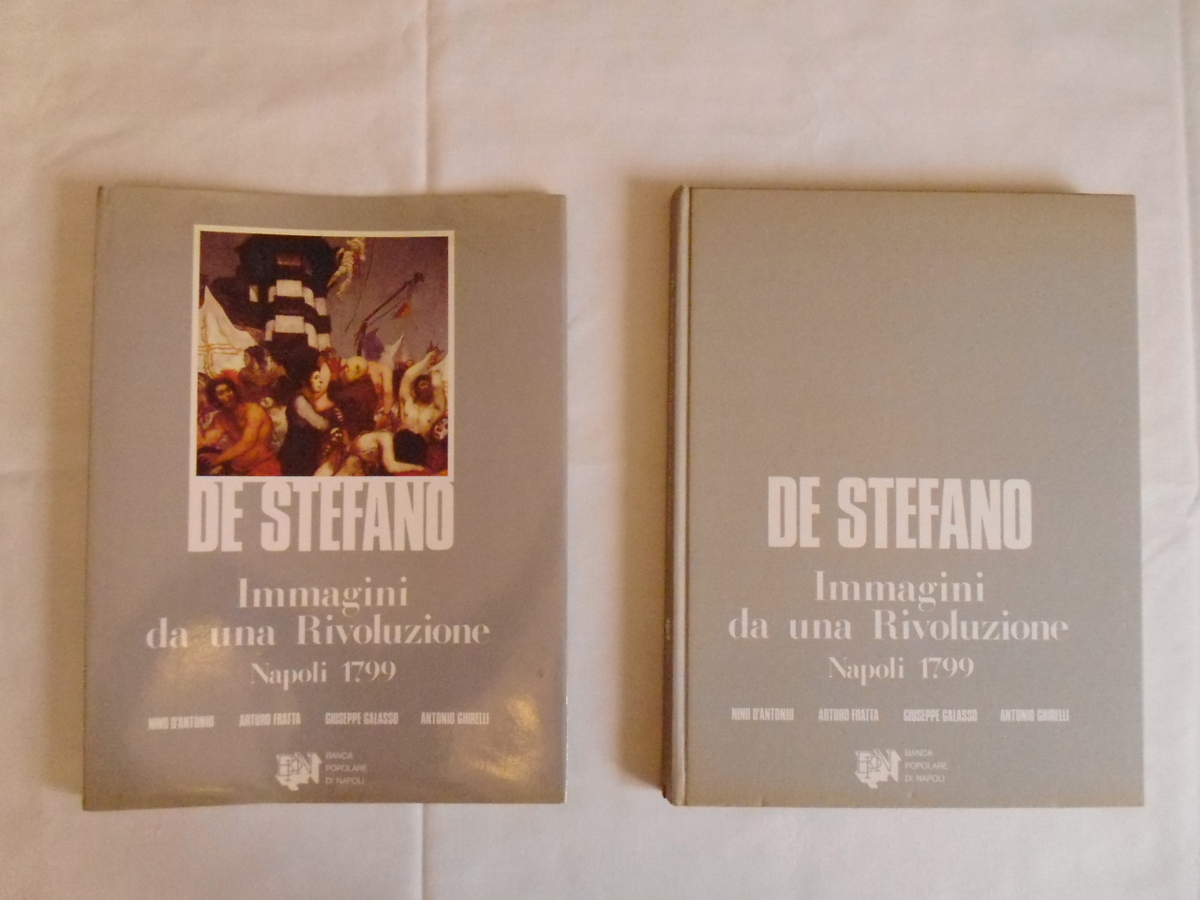 DE STEFANO
Immagini
da una Rivoluzione
Napoli 1799
NINO D'ANTONIO ARTURO FRATTA GIUSEPPE GALASSO ANTONIO GHIRELLI
BPN
BANCA
POPOLARE
DI NAPOLI
DE STEFANO
Immagini
da una Rivoluzione
Napoli 1799
NINO D'ANTONIO ARTURO FRATTA GIUSEPPE GALASSO ANTONIO GHIRELLI
BPN
BANCA
POPOLARE
DI NAPOLI